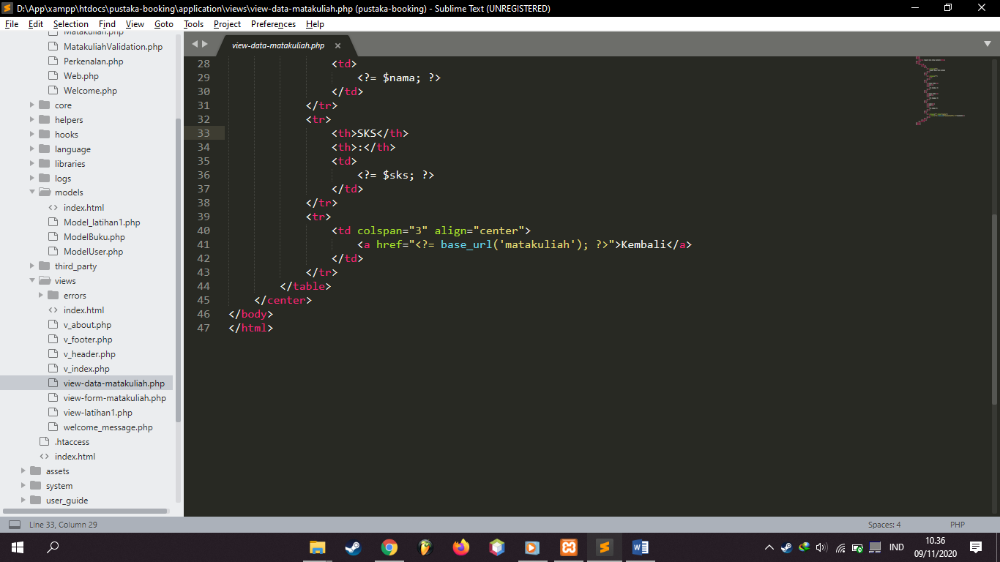 D:\App\xampp\htdocs\pustaka-booking\application\views\view-data-matakuliah.php (pustaka-booking) - Sublime Text (UNREGISTERED)
File Edit Selection Find View Goto Tools Project Preferences Help
Matakuliah.php
MatakuliahValidation.php
Perkenalan.php
Web.php
Welcome.php
core
helpers
hooks
language
libraries
logs
models
index.html
Model_latihan1.php
ModelBuku.php
ModelUser.php
third_party
views
errors
index.html
v_about.php
v_footer.php
v_header.php
v_index.php
view-data-matakuliah.php
view-form-matakuliah.php
view-latihan1.php
welcome_message.php
.htaccess
index.html
assets
system
user_guide
view-data-matakuliah.php ×
28 <td>
29 <?= $nama; ?>
30 </td>
31 </tr>
32 <tr>
33 <th>SKS</th>
34 <th>:</th>
35 <td>
36 <?= $sks; ?>
37 </td>
38 </tr>
39 <tr>
40 <td colspan="3" align="center">
41 <a href="<?= base_url('matakuliah'); ?>">Kembali</a>
42 </td>
43 </tr>
44 </table>
45 </center>
46 </body>
47 </html>
Line 33, Column 29
Spaces: 4
PHP
IND
10.36
09/11/2020